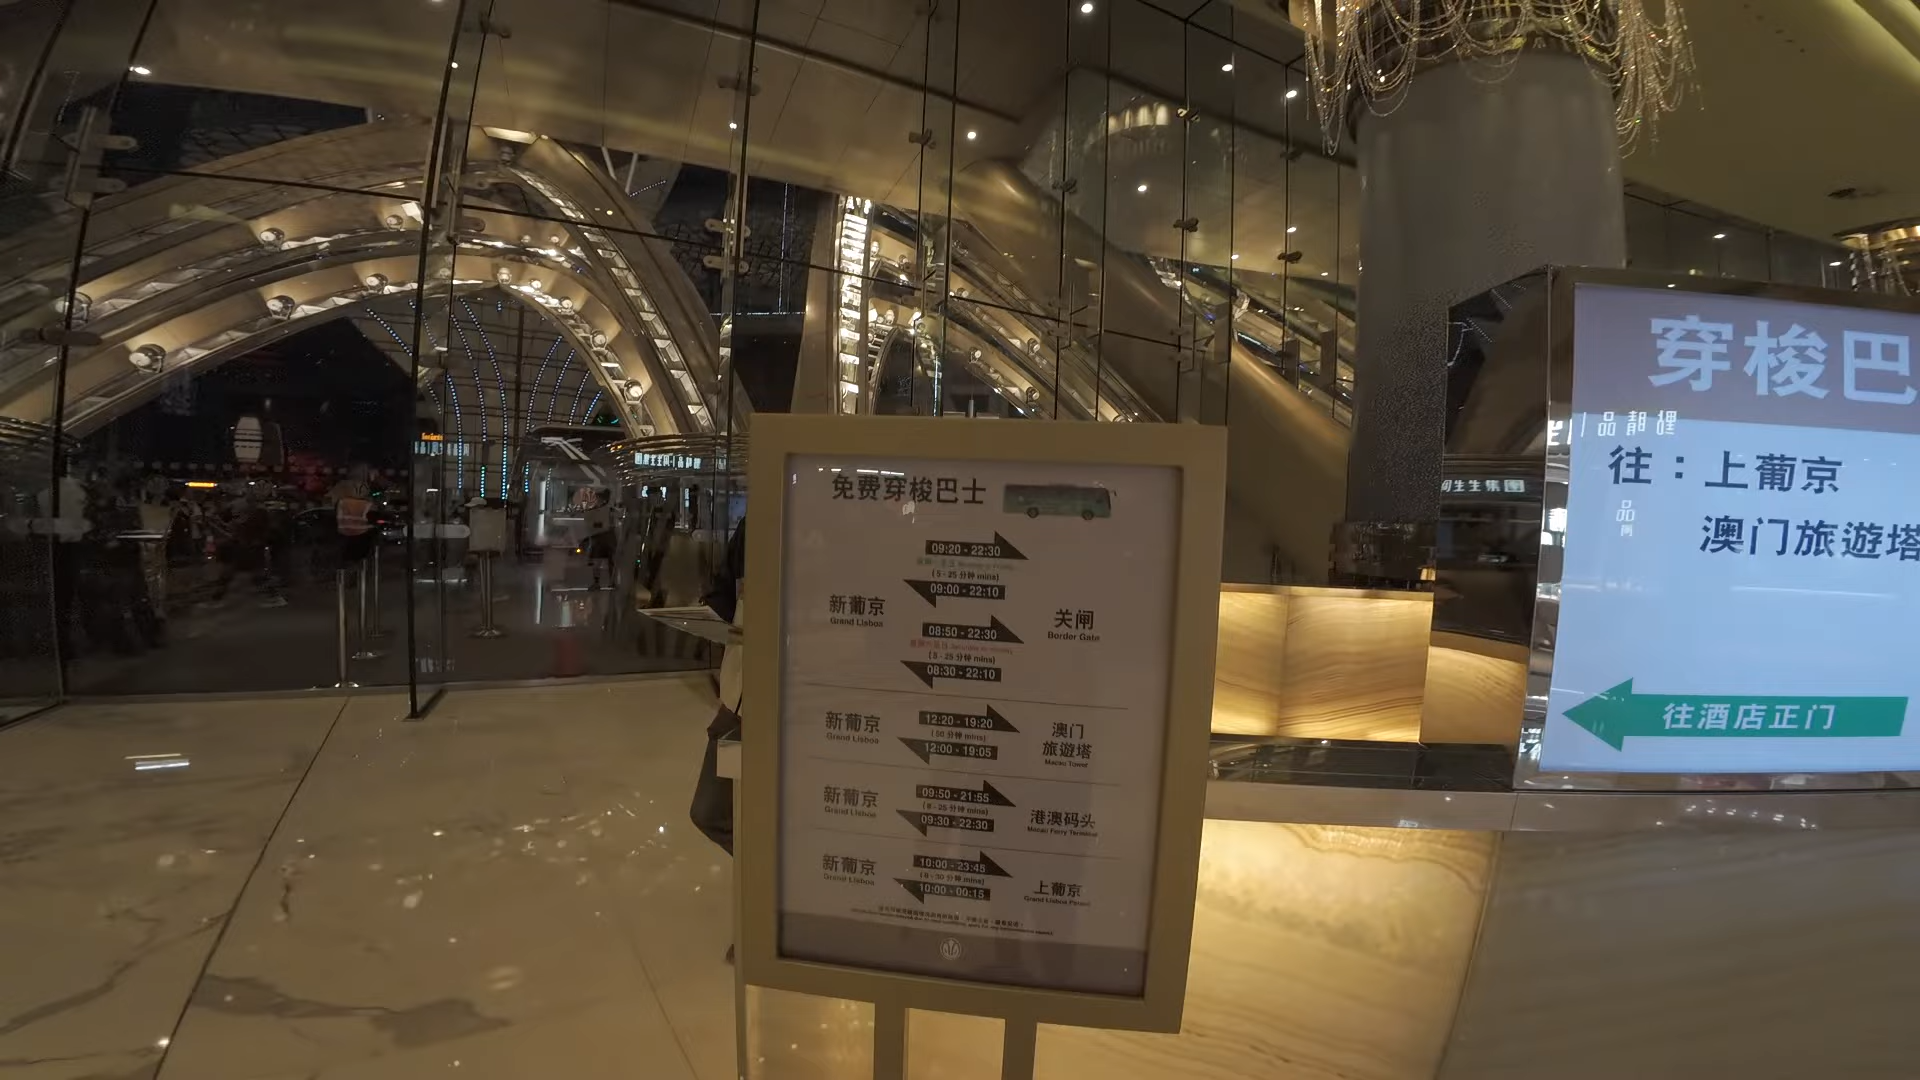 免费穿梭巴士
09:20 - 22:30
(5 - 25 分钟 mins)
09:00 - 22:10
新葡京
Grand Lisboa
关闸
Border Gate
08:50 - 22:30
(5 - 25 分钟 mins)
08:30 - 22:10
新葡京
Grand Lisboa
12:20 - 19:20
12:00 - 19:05
澳门
旅遊塔
Macau Tower
新葡京
Grand Lisboa
09:50 - 21:55
09:30 - 22:30
港澳码头
Macau Ferry Terminal
新葡京
Grand Lisboa
10:00 - 23:45
10:00 - 00:15
上葡京
Grand Lisboa Palace
穿梭巴
往：上葡京
澳门旅遊塔
往酒店正门